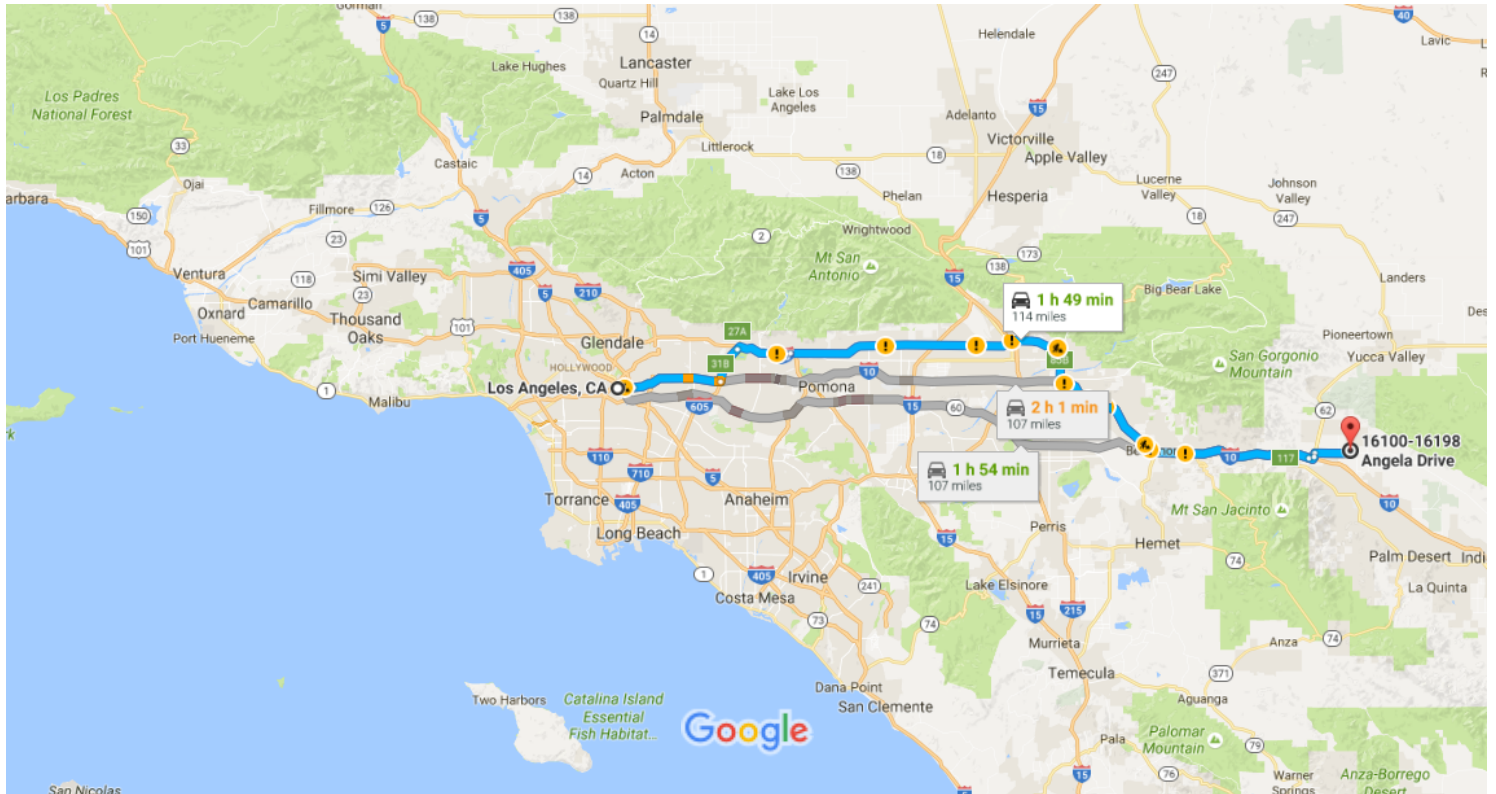 Gorman
138
138
5
14
Helendale
40
Lavic
Lancaster
Lake Hughes
Quartz Hill
247
Los Padres
National Forest
Lake Los
Angeles
15
Palmdale
Adelanto
Victorville
33
Littlerock
18
Apple Valley
Castaic
Acton
14
138
Ojai
Phelan
Hesperia
Lucerne
Valley
Johnson
Valley
arbara
150
Fillmore
126
5
18
247
101
23
2
Wrightwood
173
Mt San
Antonio
138
Ventura
118
Simi Valley
405
5
210
15
Landers
Camarillo
23
1 h 49 min
114 miles
Big Bear Lake
Oxnard
Thousand
Oaks
101
Port Hueneme
Glendale
27A
Pioneertown
Yucca Valley
HOLLYWOOD
31B
San Gorgonio
Mountain
10
Los Angeles, CA
Pomona
1
Malibu
605
15
60
2 h 1 min
107 miles
62
16100-16198
Angela Drive
110
10
117
1 h 54 min
107 miles
710
5
10
Torrance
405
Anaheim
Mt San Jacinto
Long Beach
Perris
15
Hemet
Palm Desert
Indi
1
405
Irvine
241
74
Lake Elsinore
La Quinta
Costa Mesa
15
215
73
74
Anza
74
Murrieta
Temecula
371
Dana Point
San Clemente
Two Harbors
Catalina Island
Essential
Fish Habitat...
Google
Aguanga
Pala
Palomar
Mountain
79
15
76
Warner
Springs
Anza-Borrego
Desert
5
San Nicolas